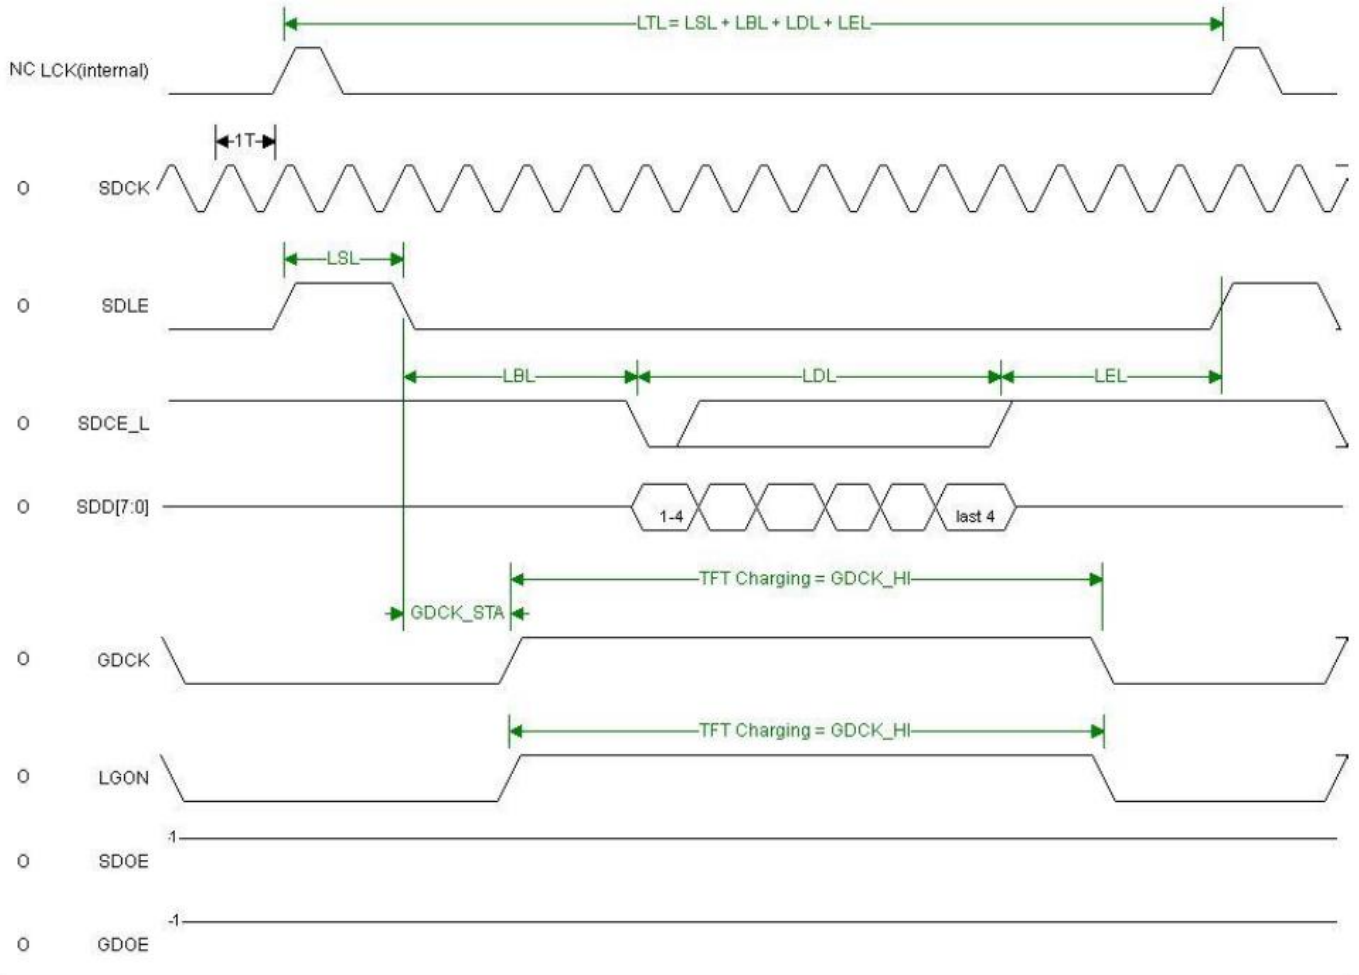 LTL= LSL + LBL + LDL + LEL
NC LCK(internal)
1T
O SDCK
LSL
O SDLE
LBL LDL LEL
O SDCE_L
O SDD[7:0] 1-4 last 4
TFT Charging = GDCK_HI
GDCK_STA
O GDCK
TFT Charging = GDCK_HI
O LGON
-1
O SDOE
-1
O GDOE